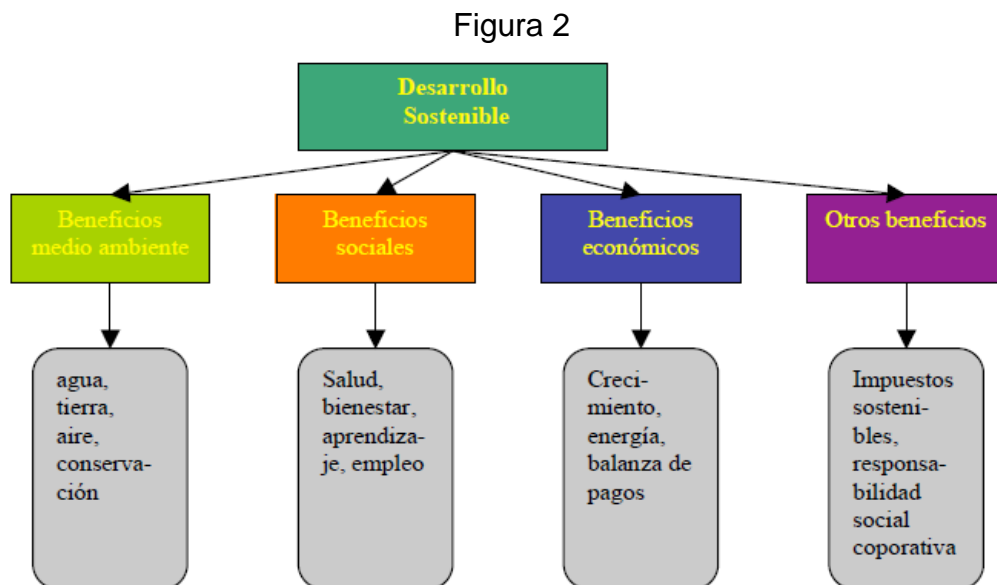 Figura 2
Desarrollo
Sostenible
Beneficios
medio ambiente
Beneficios
sociales
Beneficios
económicos
Otros beneficios
agua,
tierra,
aire,
conserva-
ción
Salud,
bienestar,
aprendiza-
je, empleo
Creci-
miento,
energía,
balanza de
pagos
Impuestos
sosteni-
bles,
responsa-
bilidad
social
coporativa